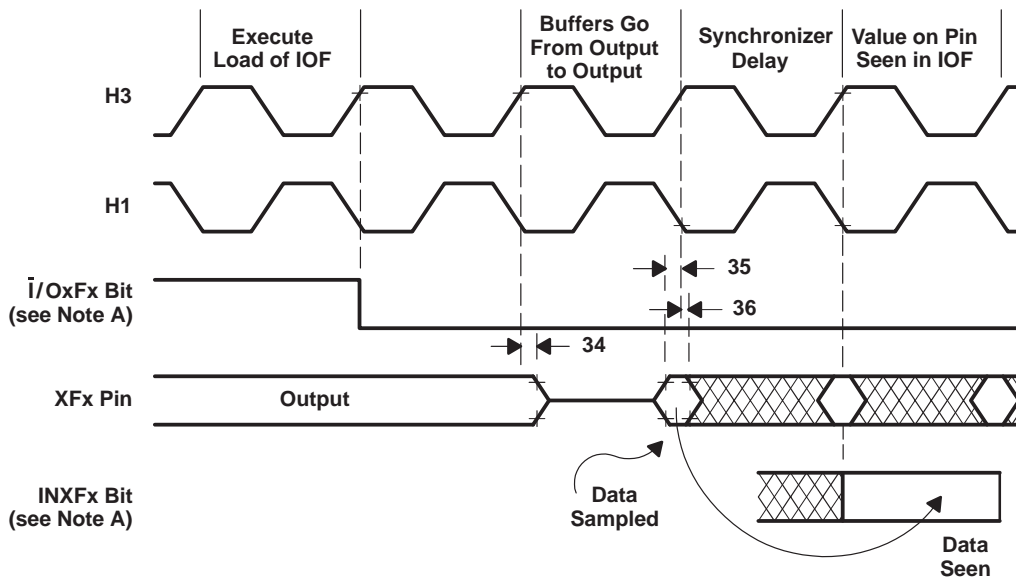 Execute
Load of IOF
Buffers Go
From Output
to Output
Synchronizer
Delay
Value on Pin
Seen in IOF
H3
H1
Ī/OxFx Bit
(see Note A)
35
36
34
XFx Pin
Output
INXFx Bit
(see Note A)
Data
Sampled
Data
Seen